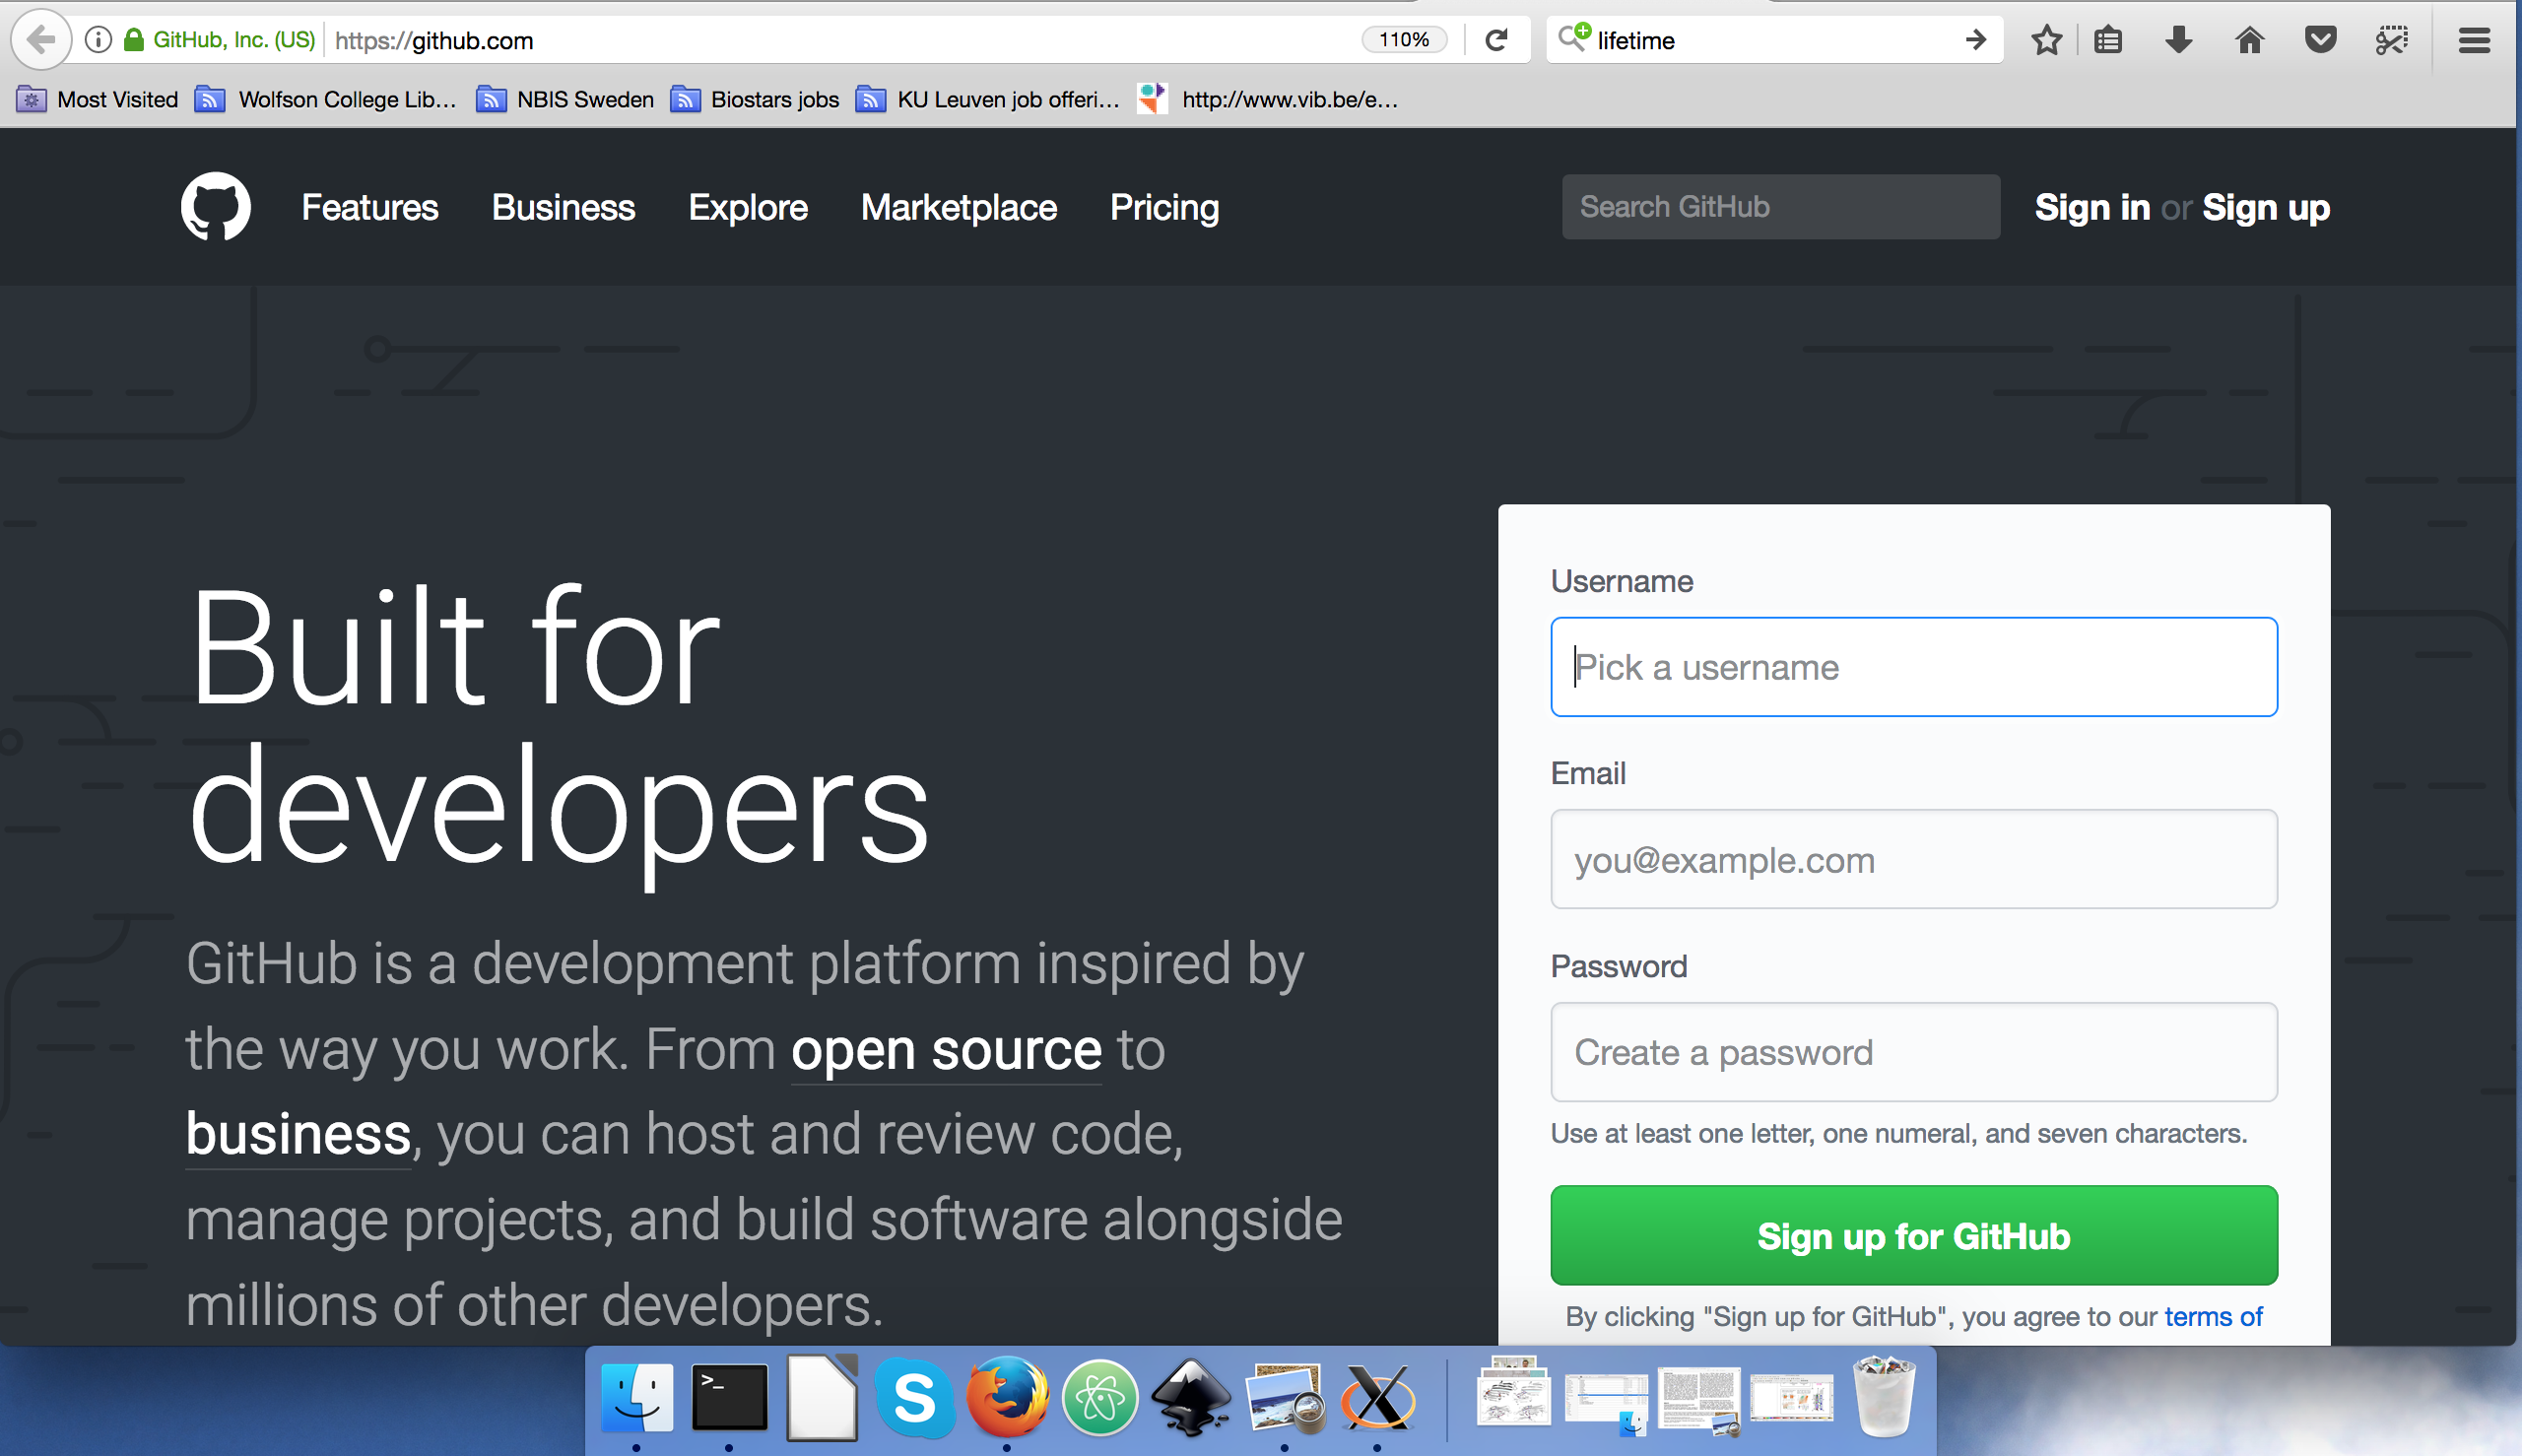 GitHub, Inc. (US) https://github.com 110% lifetime
Most Visited Wolfson College Lib... NBIS Sweden Biostars jobs KU Leuven job offeri... http://www.vib.be/e...
Features Business Explore Marketplace Pricing Search GitHub Sign in or Sign up
Built for
developers
GitHub is a development platform inspired by
the way you work. From open source to
business, you can host and review code,
manage projects, and build software alongside
millions of other developers.
Username
Pick a username
Email
you@example.com
Password
Create a password
Use at least one letter, one numeral, and seven characters.
Sign up for GitHub
By clicking "Sign up for GitHub", you agree to our terms of
>_
S
X